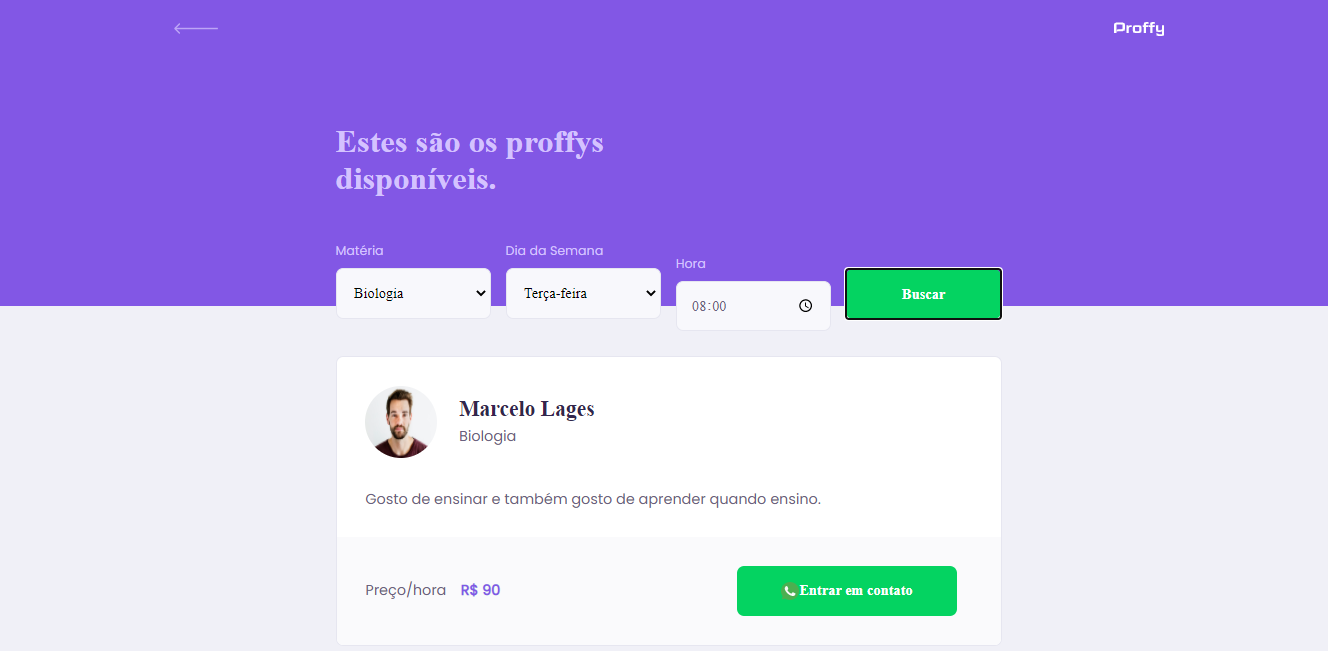 Proffy
Estes são os proffys
disponíveis.
Matéria
Dia da Semana
Hora
Biologia
Terça-feira
08:00
Buscar
Marcelo Lages
Biologia
Gosto de ensinar e também gosto de aprender quando ensino.
Preço/hora R$ 90
Entrar em contato